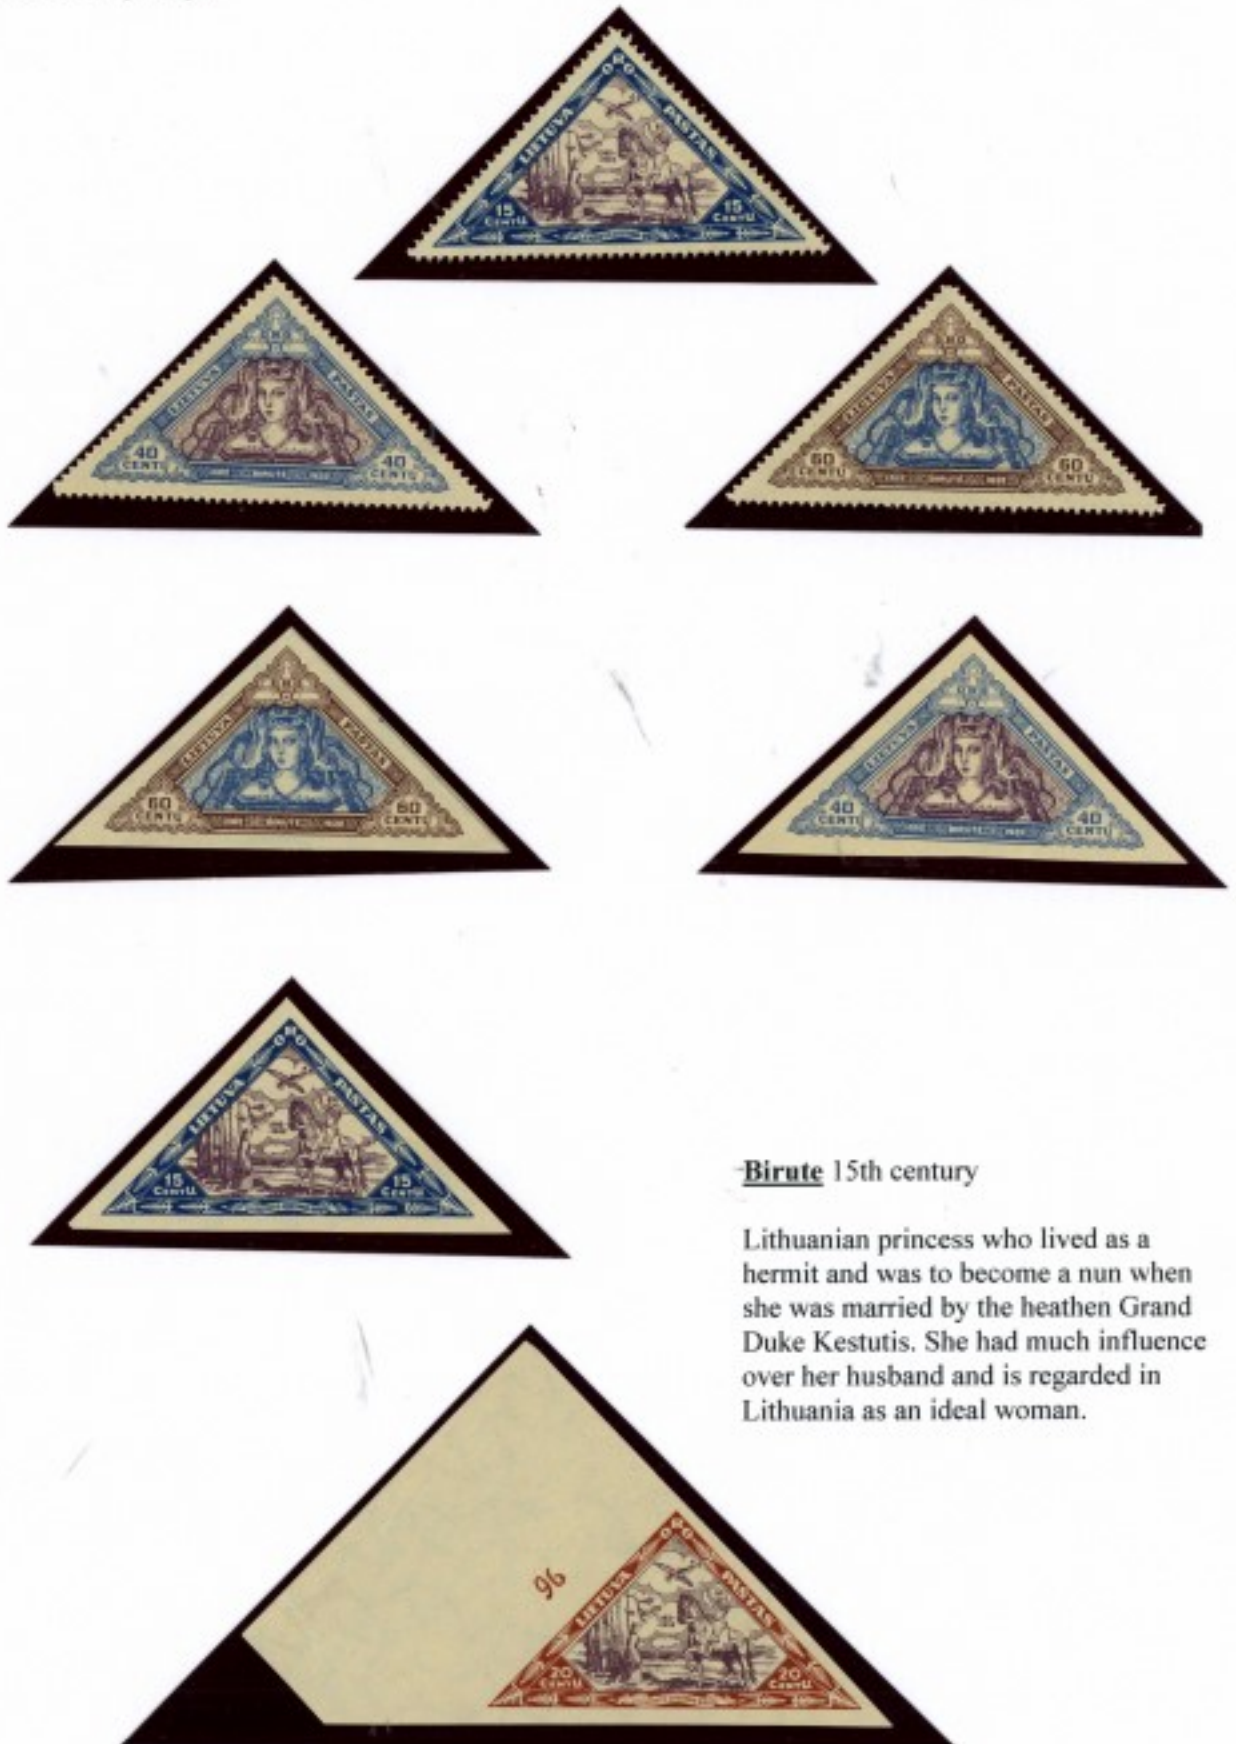 ORO
LIETUVA PASTAS
15 CENTU 15 CENTU
LIETUVA PASTAS
40 CENTU 40 CENTU
LIETUVA PASTAS
60 CENTU 60 CENTU
BIRUTE
LIETUVA PASTAS
60 CENTU 60 CENTU
BIRUTE
ORO
LIETUVA PASTAS
40 CENTU 40 CENTU
BIRUTE
ORO
LIETUVA PASTAS
15 CENTU 15 CENTU
Birute 15th century
Lithuanian princess who lived as a
hermit and was to become a nun when
she was married by the heathen Grand
Duke Kestutis. She had much influence
over her husband and is regarded in
Lithuania as an ideal woman.
96
ORO
LIETUVA PASTAS
20 CENTU 20 CENTU